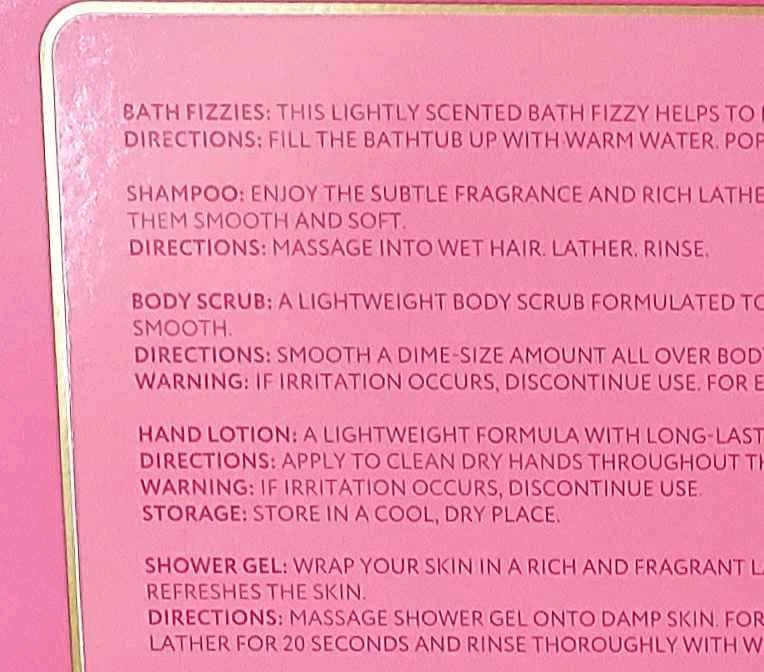 BATH FIZZIES: THIS LIGHTLY SCENTED BATH FIZZY HELPS TO
DIRECTIONS: FILL THE BATHTUB UP WITH WARM WATER. POP
SHAMPOO: ENJOY THE SUBTLE FRAGRANCE AND RICH LATHE
THEM SMOOTH AND SOFT.
DIRECTIONS: MASSAGE INTO WET HAIR. LATHER. RINSE.
BODY SCRUB: A LIGHTWEIGHT BODY SCRUB FORMULATED TO
SMOOTH.
DIRECTIONS: SMOOTH A DIME-SIZE AMOUNT ALL OVER BODY
WARNING: IF IRRITATION OCCURS, DISCONTINUE USE. FOR E
HAND LOTION: A LIGHTWEIGHT FORMULA WITH LONG-LAST
DIRECTIONS: APPLY TO CLEAN DRY HANDS THROUGHOUT TH
WARNING: IF IRRITATION OCCURS, DISCONTINUE USE.
STORAGE: STORE IN A COOL, DRY PLACE.
SHOWER GEL: WRAP YOUR SKIN IN A RICH AND FRAGRANT LA
REFRESHES THE SKIN.
DIRECTIONS: MASSAGE SHOWER GEL ONTO DAMP SKIN. FOR
LATHER FOR 20 SECONDS AND RINSE THOROUGHLY WITH W